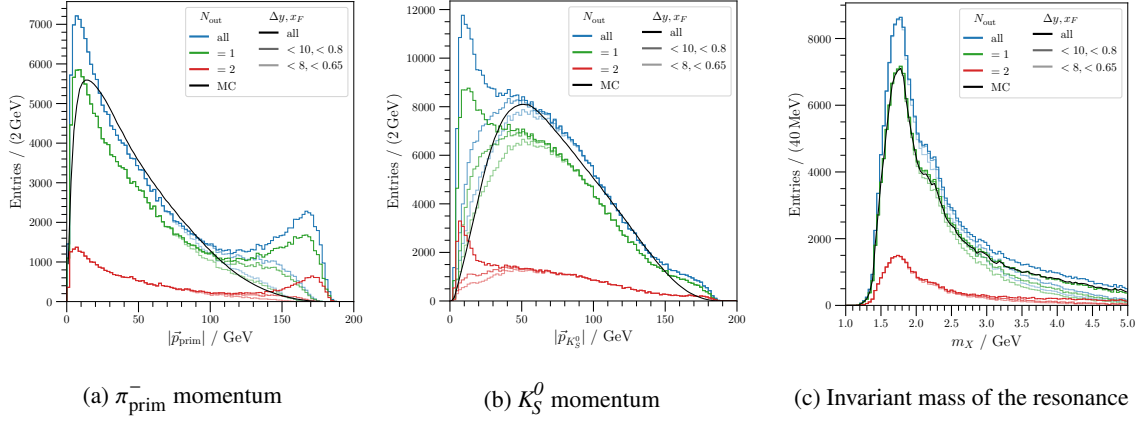 7000
6000
5000
4000
3000
2000
1000
0
Entries / (2 GeV)
N_out
all
= 1
= 2
MC
Δy, x_F
all
< 10, < 0.8
< 8, < 0.65
0 50 100 150 200
|p⃗_prim| / GeV
12000
10000
8000
6000
4000
2000
0
Entries / (2 GeV)
N_out
all
= 1
= 2
MC
Δy, x_F
all
< 10, < 0.8
< 8, < 0.65
0 50 100 150 200
|p⃗_{K_S^0}| / GeV
8000
6000
4000
2000
0
Entries / (40 MeV)
N_out
all
= 1
= 2
MC
Δy, x_F
all
< 10, < 0.8
< 8, < 0.65
1.0 1.5 2.0 2.5 3.0 3.5 4.0 4.5 5.0
m_X / GeV
(a) π⁻_prim momentum
(b) K_S^0 momentum
(c) Invariant mass of the resonance